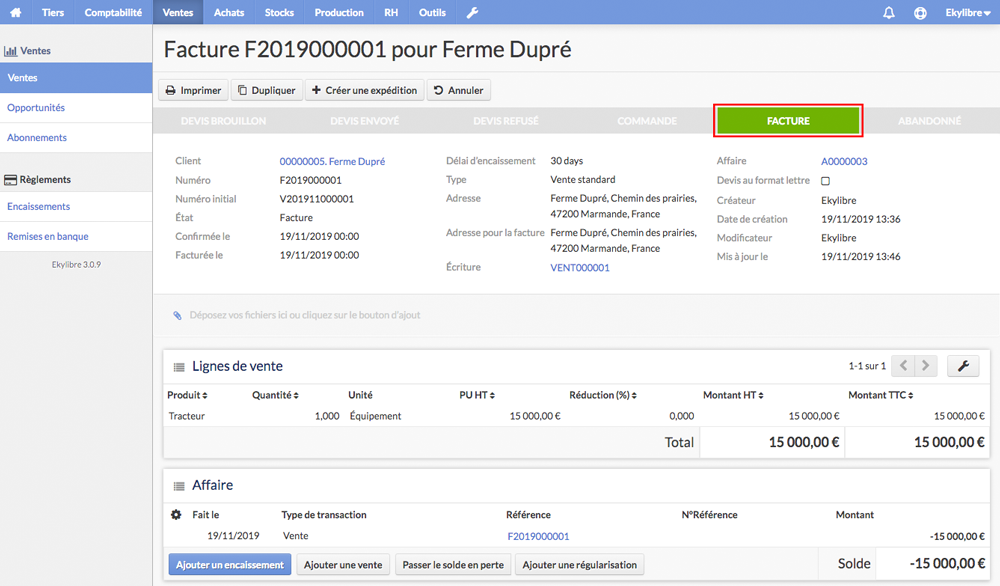 Tiers Comptabilité Ventes Achats Stocks Production RH Outils Ekylibre
Ventes
Ventes
Opportunités
Abonnements
Règlements
Encaissements
Remises en banque
Ekylibre 3.0.9
Facture F2019000001 pour Ferme Dupré
Imprimer Dupliquer Créer une expédition Annuler
DEVIS BROUILLON DEVIS ENVOYÉ DEVIS REFUSÉ COMMANDE FACTURE ABANDONNÉ
Client 00000005. Ferme Dupré
Numéro F2019000001
Numéro initial V201911000001
État Facture
Confirmée le 19/11/2019 00:00
Facturée le 19/11/2019 00:00
Délai d'encaissement 30 days
Type Vente standard
Adresse Ferme Dupré, Chemin des prairies,
47200 Marmande, France
Adresse pour la facture Ferme Dupré, Chemin des prairies,
47200 Marmande, France
Écriture VENT000001
Affaire A0000003
Devis au format lettre
Créateur Ekylibre
Date de création 19/11/2019 13:36
Modificateur Ekylibre
Mis à jour le 19/11/2019 13:46
Déposez vos fichiers ici ou cliquez sur le bouton d'ajout
Lignes de vente 1-1 sur 1
Produit Quantité Unité PU HT Réduction (%) Montant HT Montant TTC
Tracteur 1,000 Équipement 15 000,00 € 0,000 15 000,00 € 15 000,00 €
Total 15 000,00 € 15 000,00 €
Affaire
Fait le Type de transaction Référence N°Référence Montant
19/11/2019 Vente F2019000001 -15 000,00 €
Ajouter un encaissement Ajouter une vente Passer le solde en perte Ajouter une régularisation Solde -15 000,00 €